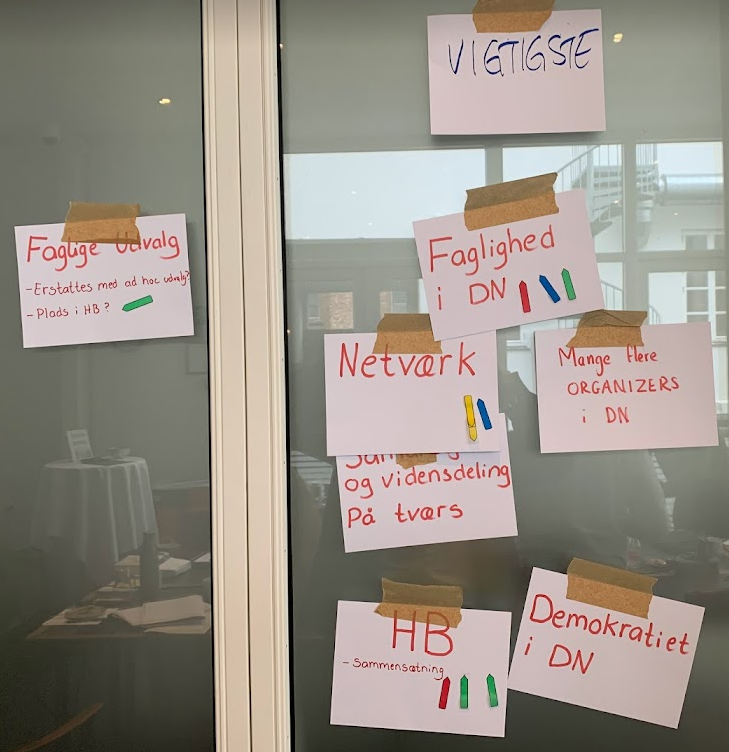 VIGTIGSTE
Faglige Udvalg
- Erstattes med ad hoc udvalg?
- Plads i HB?
Faglighed
i DN
Netværk
Mange flere
ORGANIZERS
i DN
og vidensdeling
På tværs
HB
- Sammensætning
Demokratiet
i DN